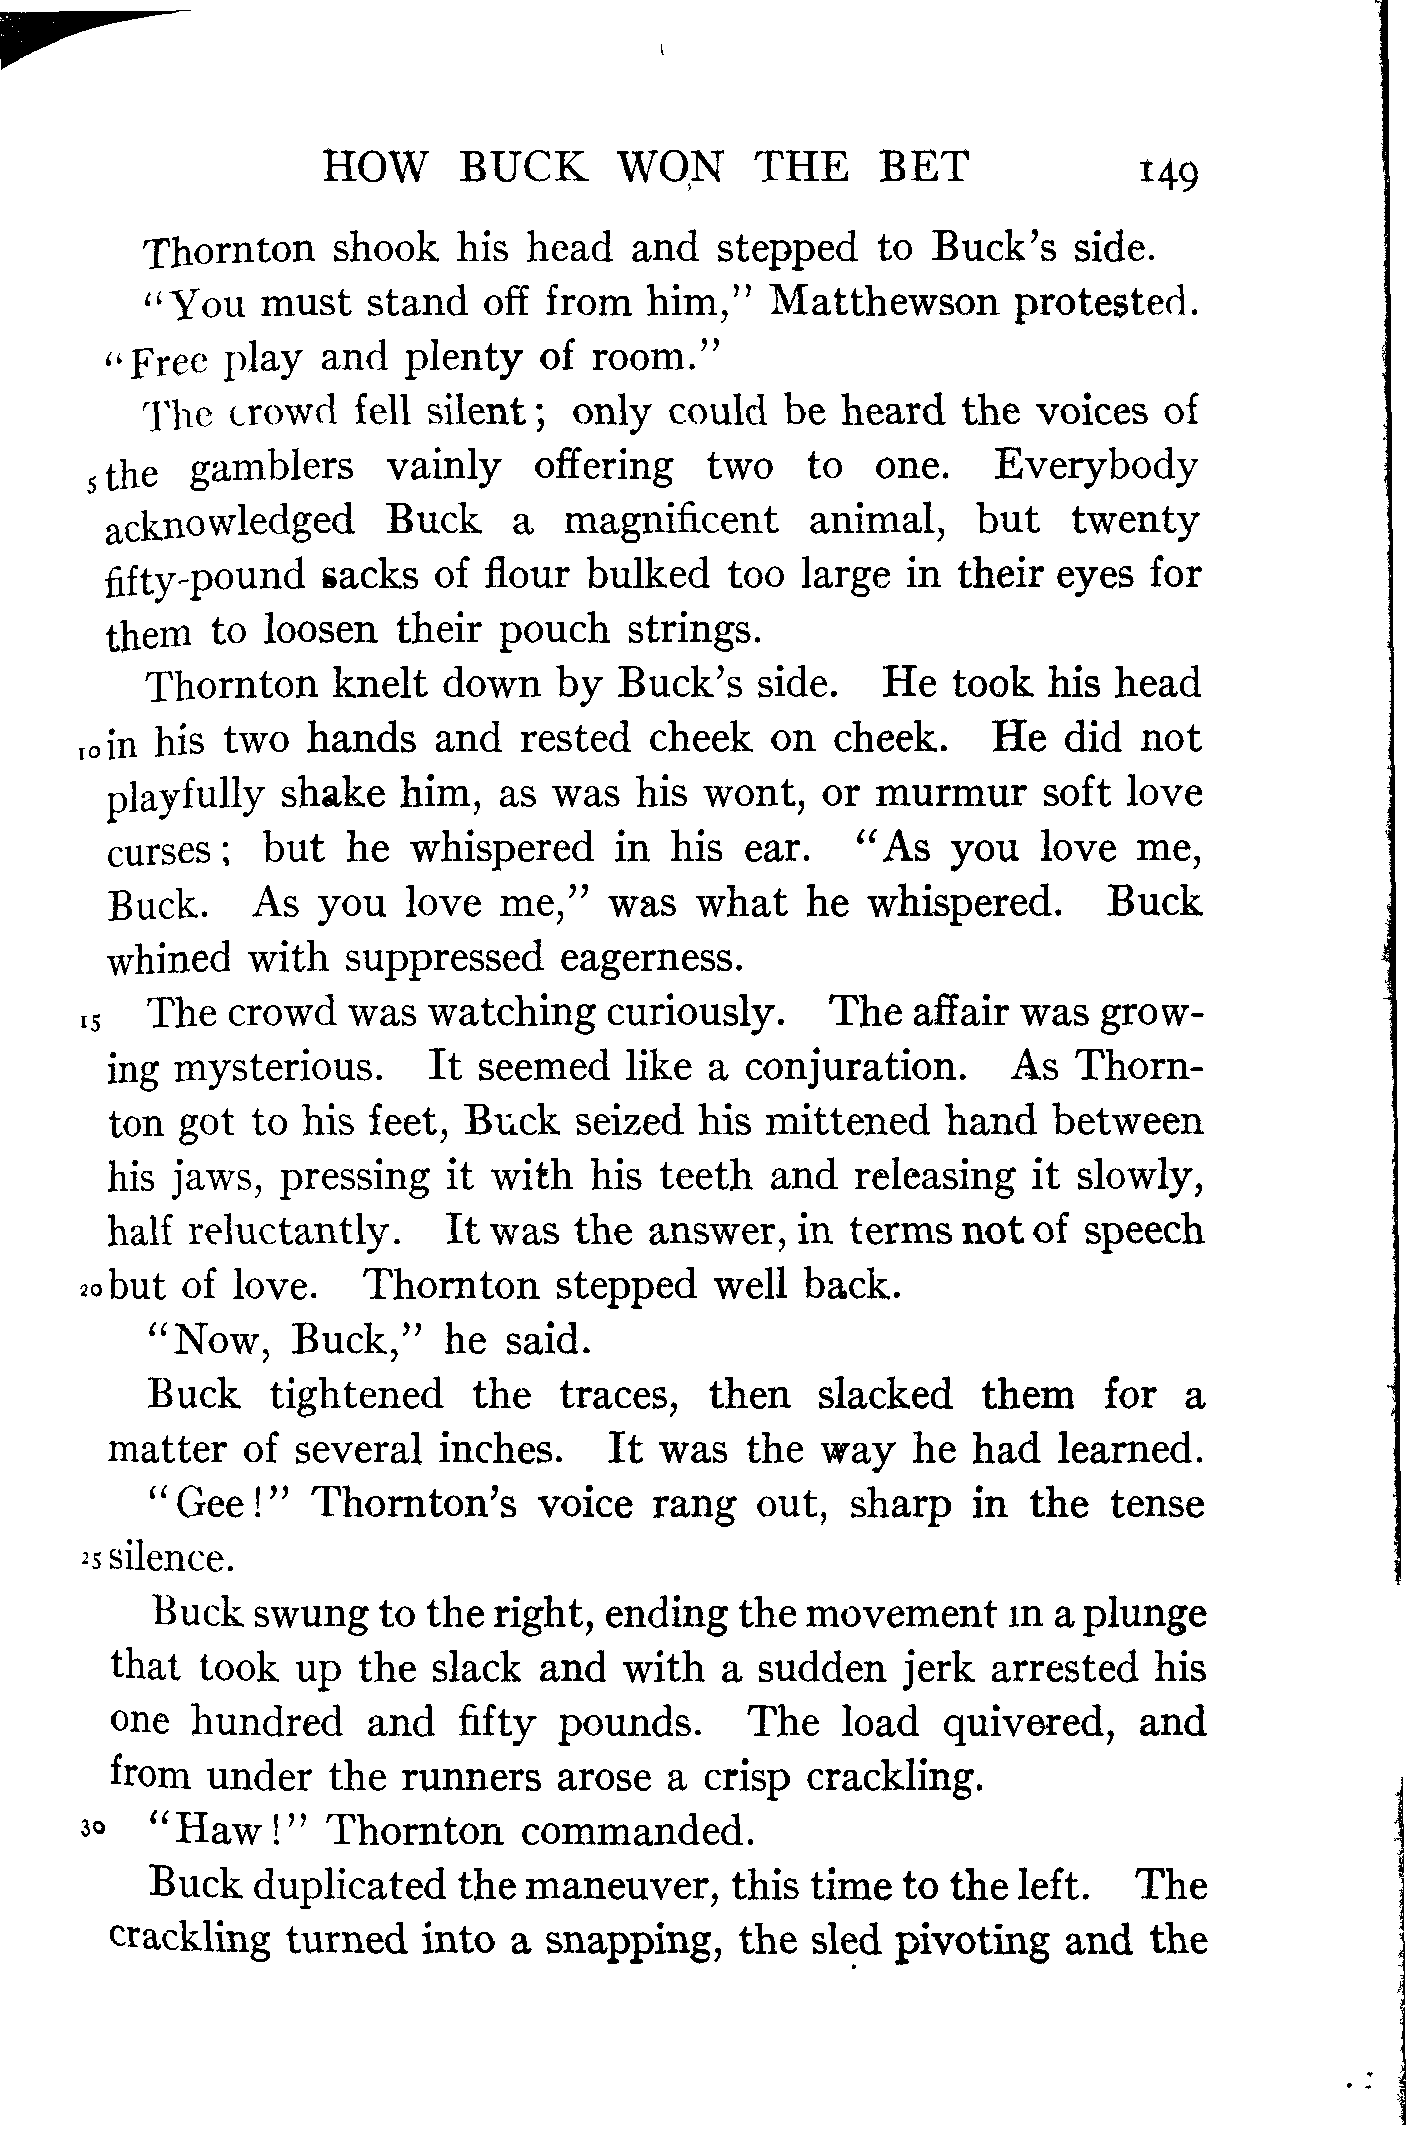 HOW BUCK WON THE BET 149
Thornton shook his head and stepped to Buck's side.
"You must stand off from him," Matthewson protested.
"Free play and plenty of room."
The crowd fell silent; only could be heard the voices of
5 the gamblers vainly offering two to one. Everybody
acknowledged Buck a magnificent animal, but twenty
fifty-pound sacks of flour bulked too large in their eyes for
them to loosen their pouch strings.
Thornton knelt down by Buck's side. He took his head
10 in his two hands and rested cheek on cheek. He did not
playfully shake him, as was his wont, or murmur soft love
curses; but he whispered in his ear. "As you love me,
Buck. As you love me," was what he whispered. Buck
whined with suppressed eagerness.
15 The crowd was watching curiously. The affair was grow-
ing mysterious. It seemed like a conjuration. As Thorn-
ton got to his feet, Buck seized his mittened hand between
his jaws, pressing it with his teeth and releasing it slowly,
half reluctantly. It was the answer, in terms not of speech
20 but of love. Thornton stepped well back.
"Now, Buck," he said.
Buck tightened the traces, then slacked them for a
matter of several inches. It was the way he had learned.
"Gee!" Thornton's voice rang out, sharp in the tense
25 silence.
Buck swung to the right, ending the movement in a plunge
that took up the slack and with a sudden jerk arrested his
one hundred and fifty pounds. The load quivered, and
from under the runners arose a crisp crackling.
30 "Haw!" Thornton commanded.
Buck duplicated the maneuver, this time to the left. The
crackling turned into a snapping, the sled pivoting and the